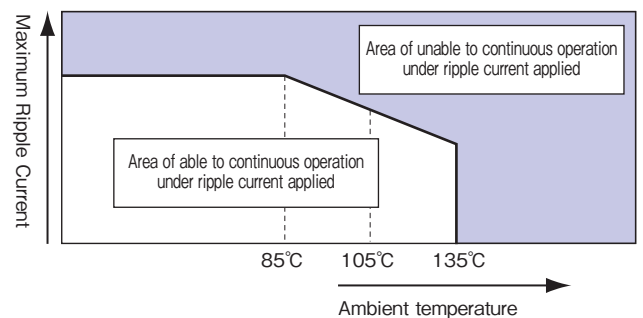 Maximum Ripple Current
Area of unable to continuous operation
under ripple current applied
Area of able to continuous operation
under ripple current applied
85℃
105℃
135℃
Ambient temperature